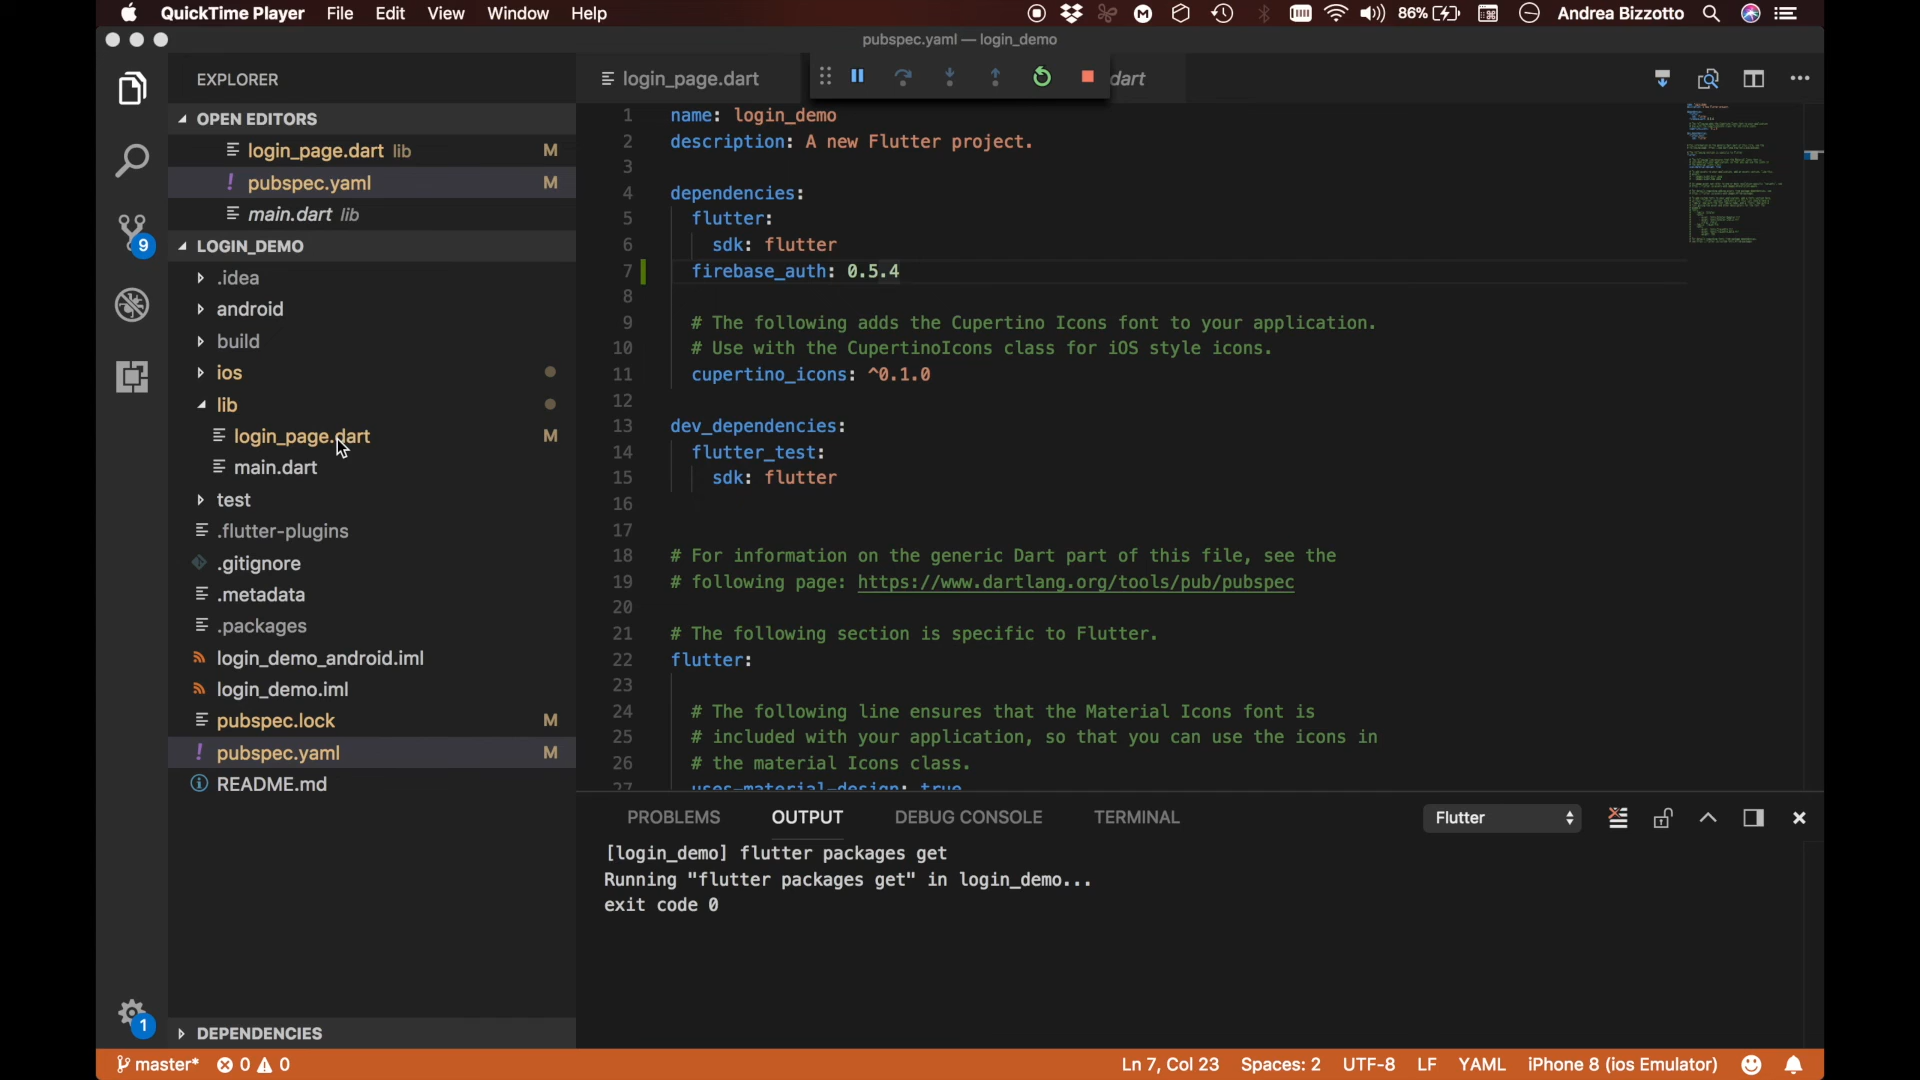 QuickTime Player File Edit View Window Help 86% Andrea Bizzotto
pubspec.yaml — login_demo
EXPLORER
OPEN EDITORS
login_page.dart lib M
! pubspec.yaml M
main.dart lib
LOGIN_DEMO
.idea
android
build
ios
lib
login_page.dart M
main.dart
test
.flutter-plugins
.gitignore
.metadata
.packages
login_demo_android.iml
login_demo.iml
pubspec.lock M
! pubspec.yaml M
README.md
DEPENDENCIES
9
1
login_page.dart
dart
1 name: login_demo
2 description: A new Flutter project.
3
4 dependencies:
5 flutter:
6 sdk: flutter
7 firebase_auth: 0.5.4
8
9 # The following adds the Cupertino Icons font to your application.
10 # Use with the CupertinoIcons class for iOS style icons.
11 cupertino_icons: ^0.1.0
12
13 dev_dependencies:
14 flutter_test:
15 sdk: flutter
16
17
18 # For information on the generic Dart part of this file, see the
19 # following page: https://www.dartlang.org/tools/pub/pubspec
20
21 # The following section is specific to Flutter.
22 flutter:
23
24 # The following line ensures that the Material Icons font is
25 # included with your application, so that you can use the icons in
26 # the material Icons class.
27 uses-material-design: true
PROBLEMS OUTPUT DEBUG CONSOLE TERMINAL Flutter
[login_demo] flutter packages get
Running "flutter packages get" in login_demo...
exit code 0
master* 0 0 Ln 7, Col 23 Spaces: 2 UTF-8 LF YAML iPhone 8 (ios Emulator)